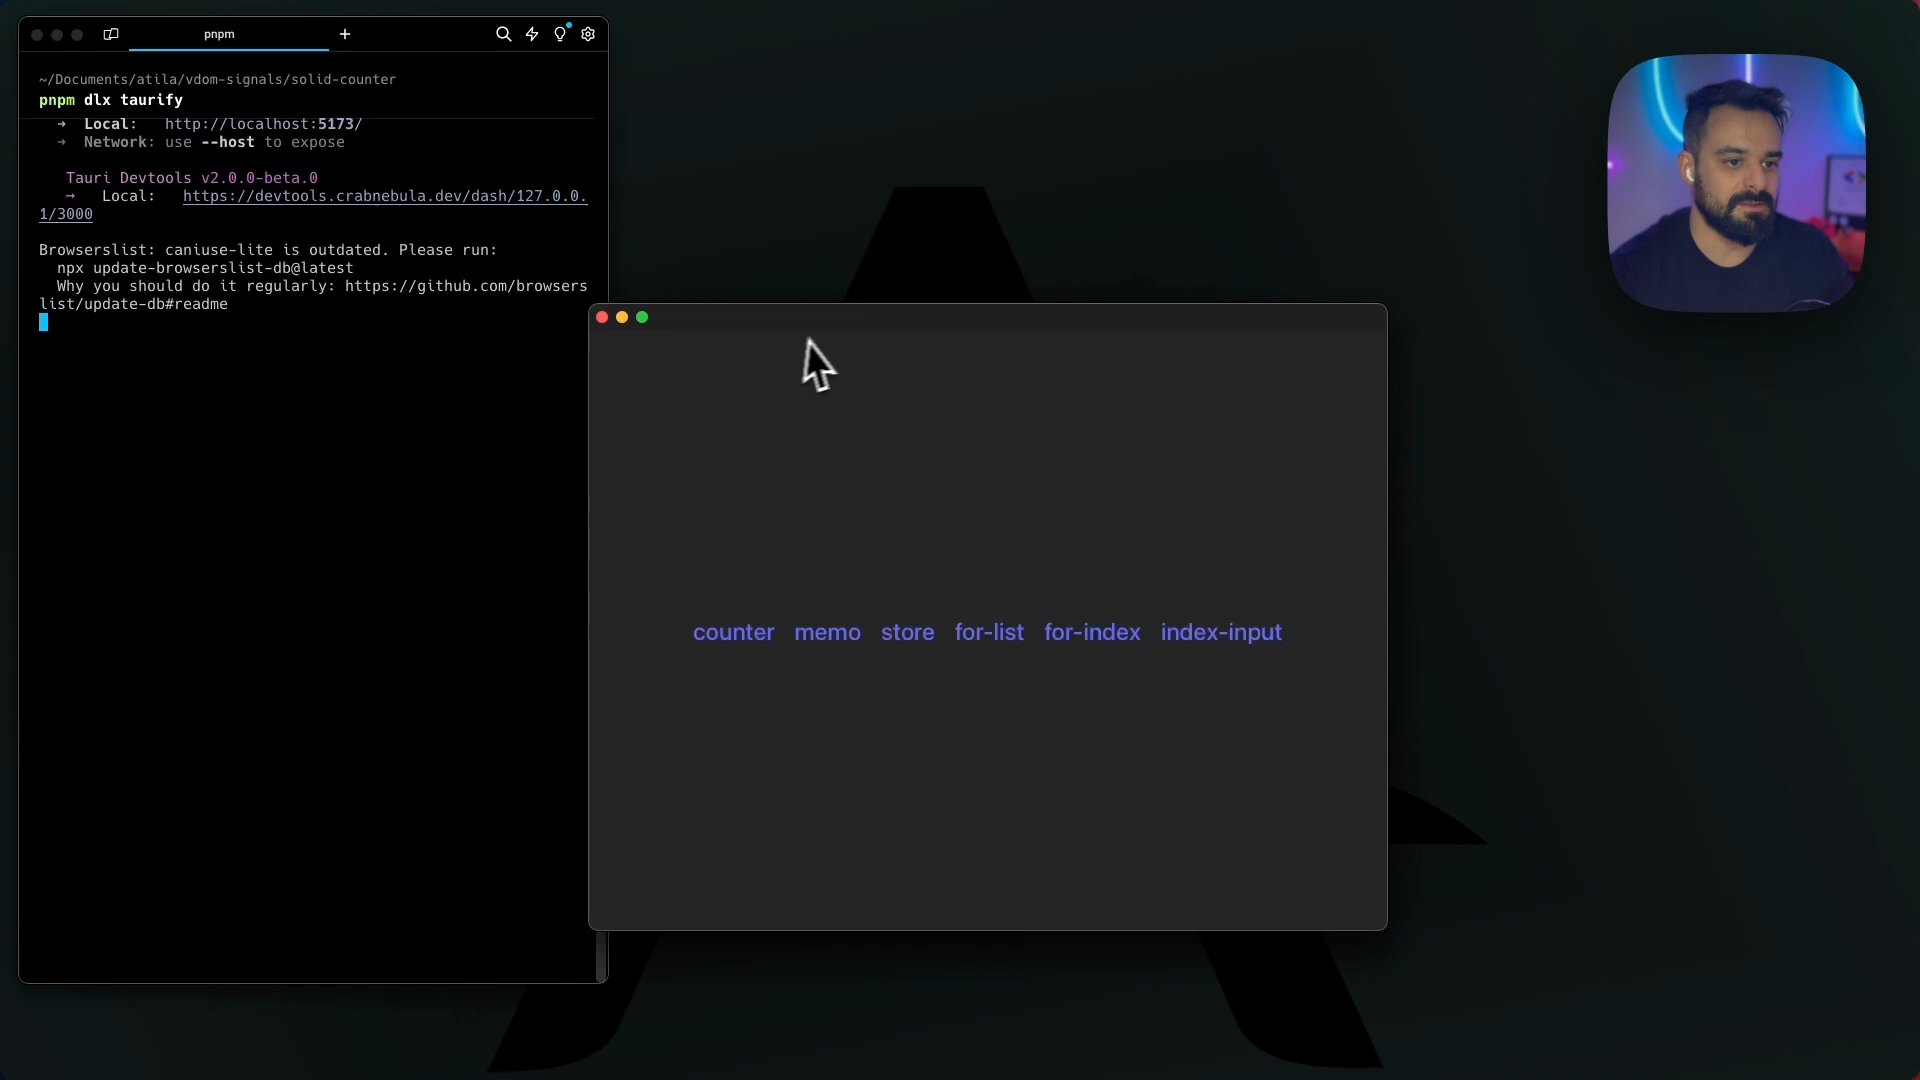 pnpm
~/Documents/atila/vdom-signals/solid-counter
pnpm dlx taurify
➜ Local: http://localhost:5173/
➜ Network: use --host to expose
Tauri Devtools v2.0.0-beta.0
→ Local: https://devtools.crabnebula.dev/dash/127.0.0.
1/3000
Browserslist: caniuse-lite is outdated. Please run:
npx update-browserslist-db@latest
Why you should do it regularly: https://github.com/browsers
list/update-db#readme
counter memo store for-list for-index index-input